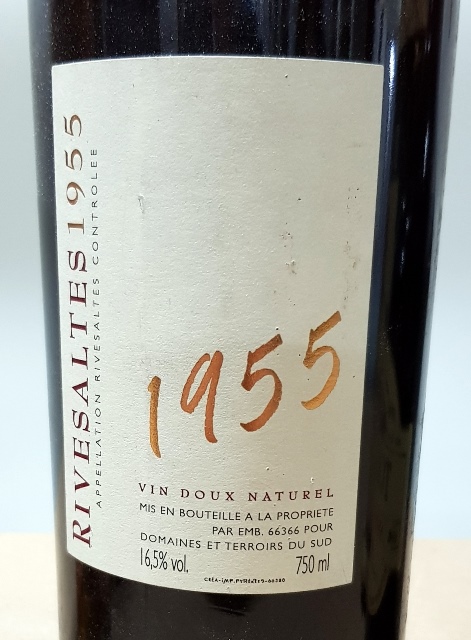 RIVESALTES 1955
APPELLATION RIVESALTES CONTROLEE
1955
VIN DOUX NATUREL
MIS EN BOUTEILLE A LA PROPRIETE
PAR EMB. 66366 POUR
DOMAINES ET TERROIRS DU SUD
16,5% vol. 750 ml